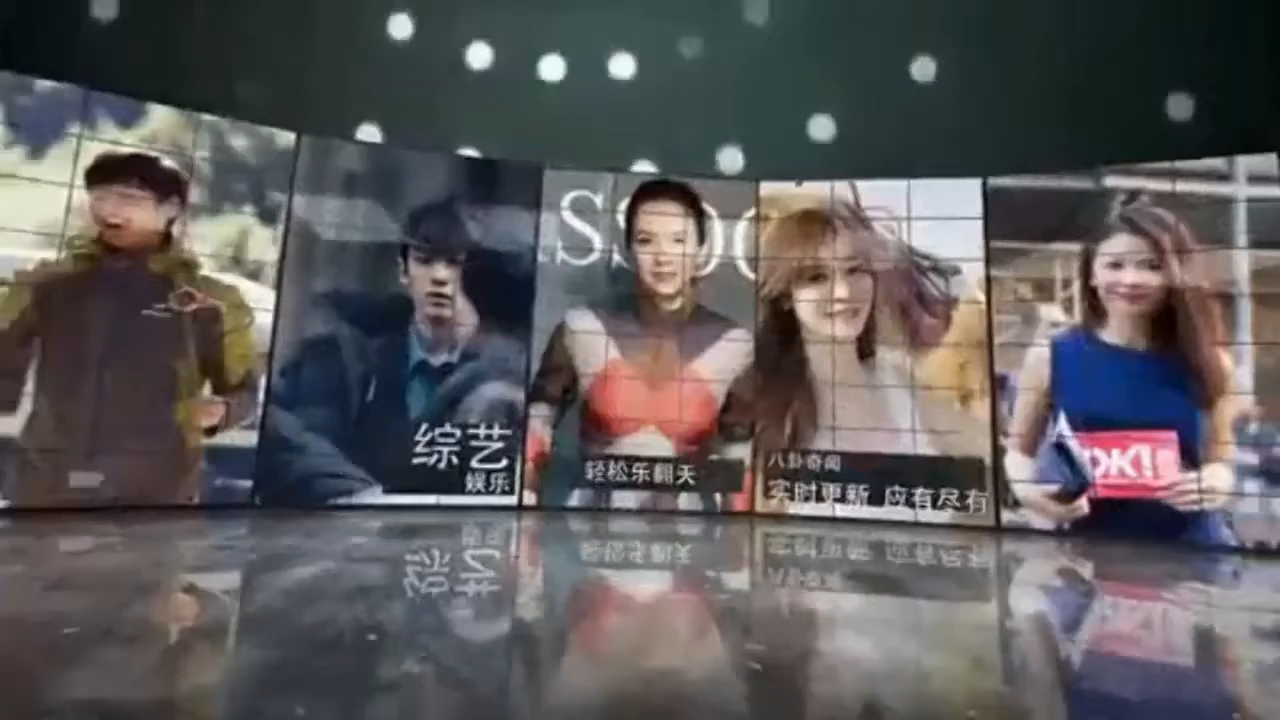 综艺
娱乐
轻松乐翻天
八卦奇闻
实时更新 应有尽有
OK!